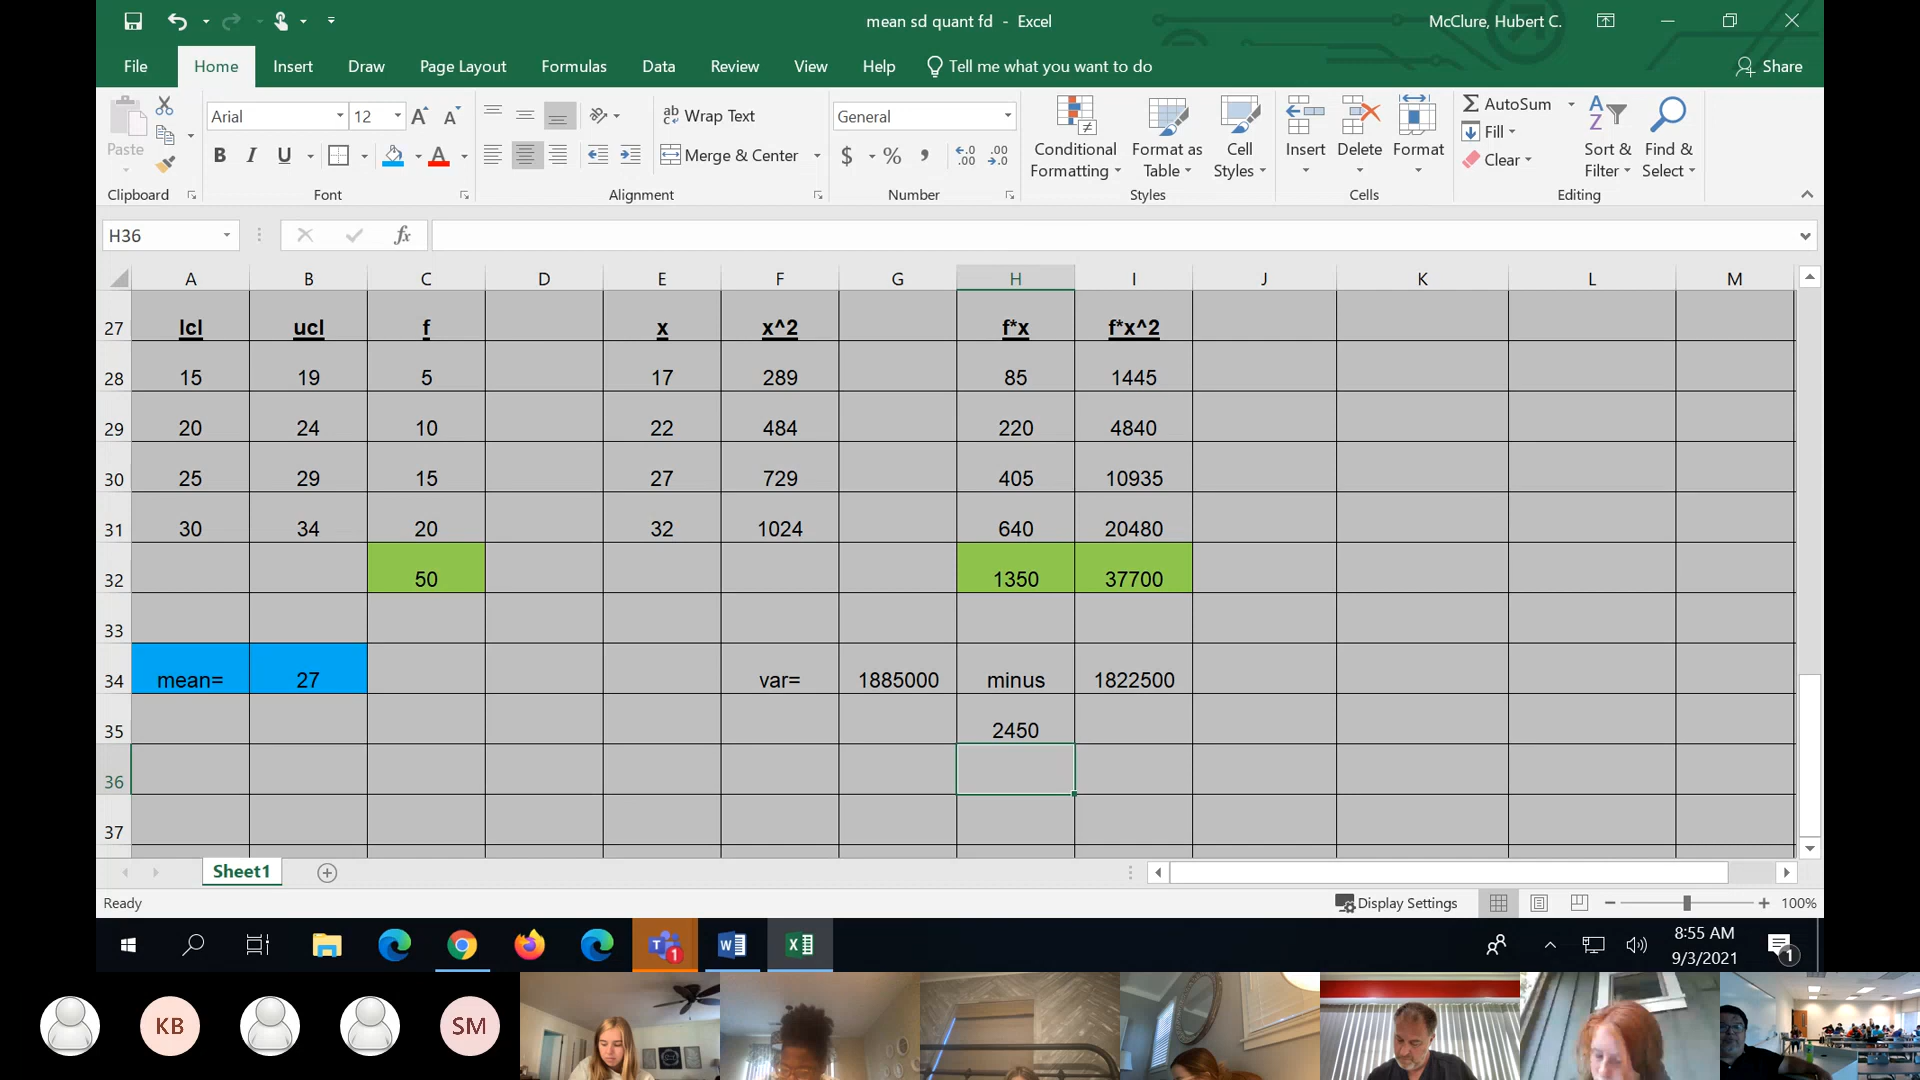 mean sd quant fd - Excel
McClure, Hubert C.
File Home Insert Draw Page Layout Formulas Data Review View Help Tell me what you want to do Share
Paste
Clipboard
Arial 12
B I U A
Font
ab Wrap Text
Merge & Center
Alignment
General
$ % ,
Number
Conditional Formatting
Format as Table
Cell Styles
Styles
Insert Delete Format
Cells
AutoSum
Fill
Clear
Sort & Filter
Find & Select
Editing
H36 fx
A B C D E F G H I J K L M
27 lcl ucl f x x^2 f*x f*x^2
28 15 19 5 17 289 85 1445
29 20 24 10 22 484 220 4840
30 25 29 15 27 729 405 10935
31 30 34 20 32 1024 640 20480
32 50 1350 37700
33
34 mean= 27 var= 1885000 minus 1822500
35 2450
36
37
Sheet1
Ready Display Settings 100%
8:55 AM
9/3/2021
1
1
KB SM